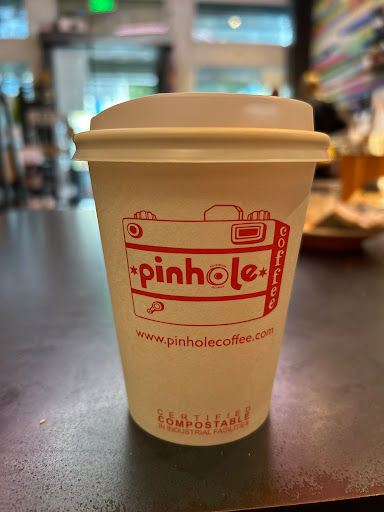 *pinhole*
coffee
www.pinholecoffee.com
CERTIFIED
COMPOSTABLE
IN INDUSTRIAL FACILITIES